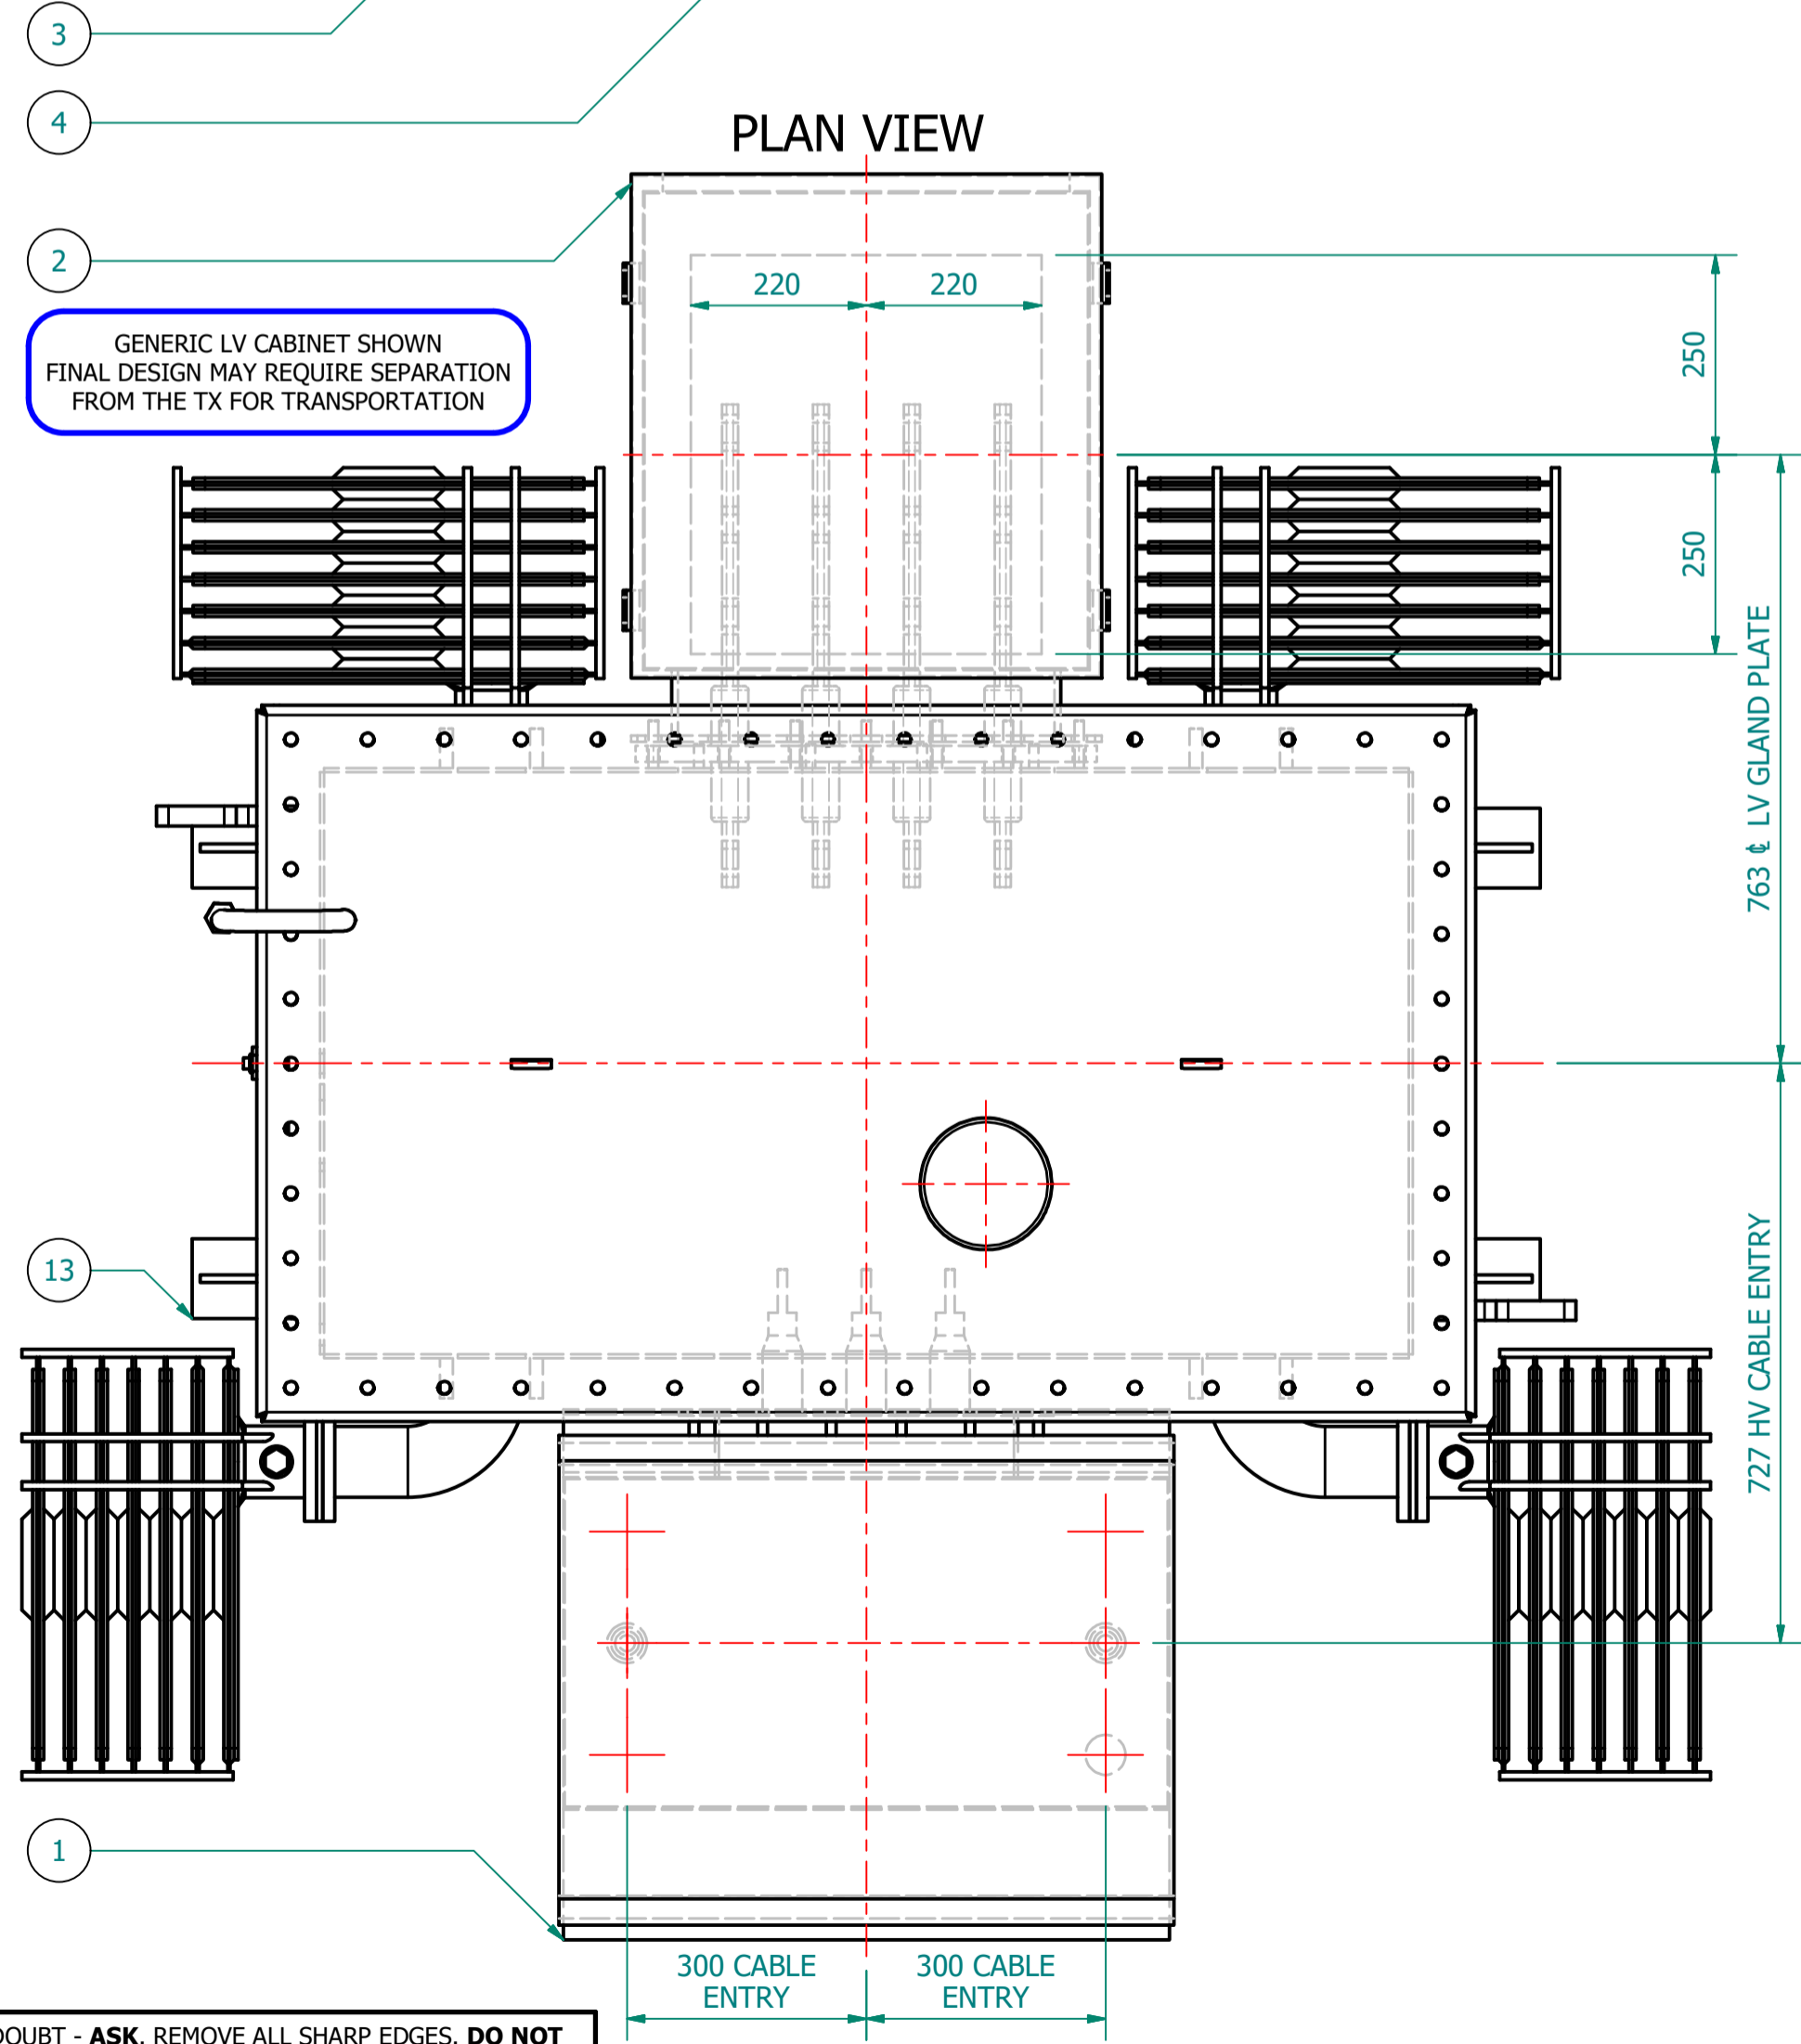 3
4
PLAN VIEW
2
220
220
250
GENERIC LV CABINET SHOWN
FINAL DESIGN MAY REQUIRE SEPARATION
FROM THE TX FOR TRANSPORTATION
250
763 ℄ LV GLAND PLATE
13
727 HV CABLE ENTRY
1
300 CABLE
ENTRY
300 CABLE
ENTRY
DOUBT - ASK. REMOVE ALL SHARP EDGES. DO NOT